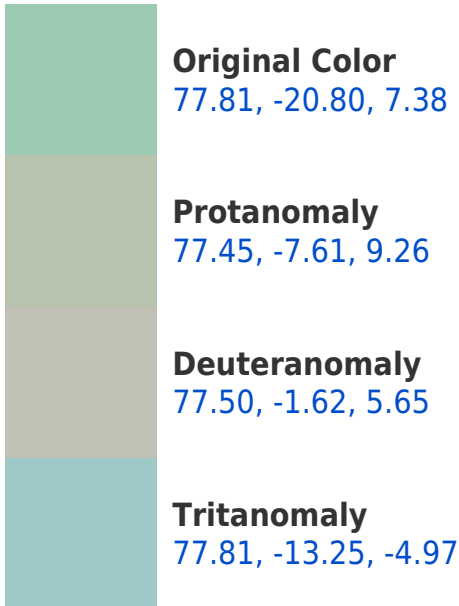 Original Color
77.81, -20.80, 7.38
Protanomaly
77.45, -7.61, 9.26
Deuteranomaly
77.50, -1.62, 5.65
Tritanomaly
77.81, -13.25, -4.97